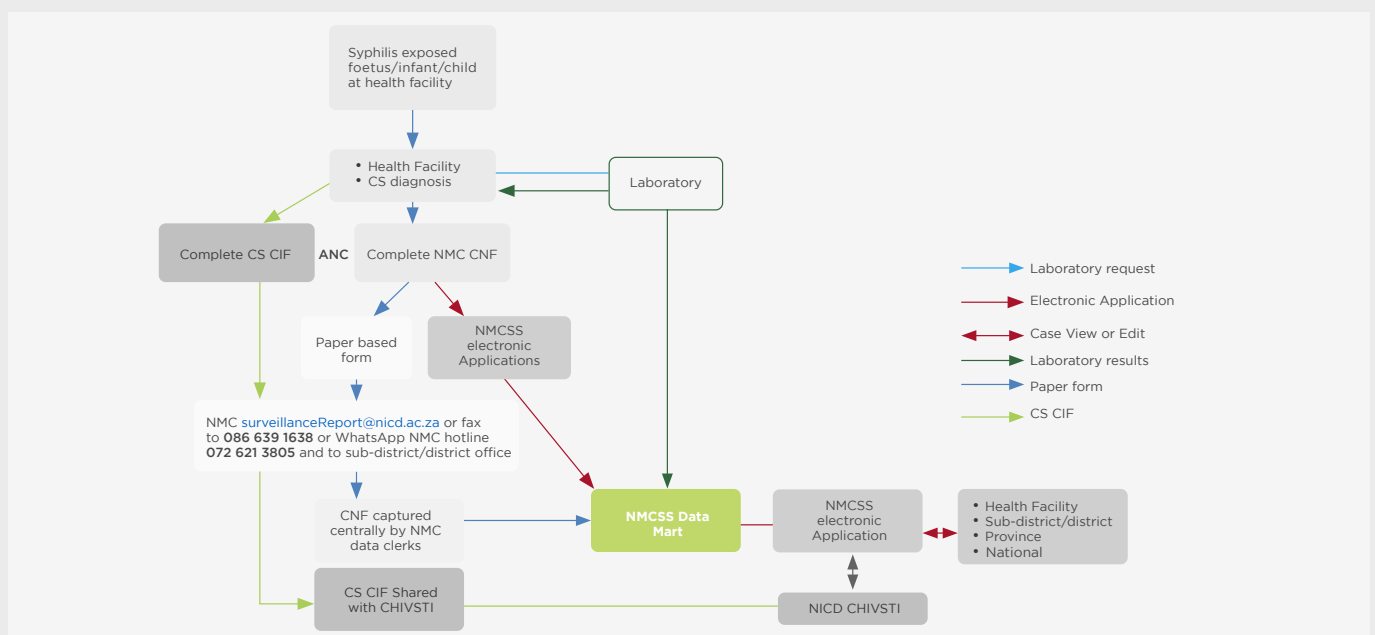 Syphilis exposed
foetus/infant/child
at health facility
• Health Facility
• CS diagnosis
Laboratory
Complete CS CIF
ANC
Complete NMC CNF
Paper based
form
NMCSS
electronic
Applications
NMC surveillanceReport@nicd.ac.za or fax
to 086 639 1638 or WhatsApp NMC hotline
072 621 3805 and to sub-district/district office
CNF captured
centrally by NMC
data clerks
NMCSS Data
Mart
NMCSS
electronic
Application
• Health Facility
• Sub-district/district
• Province
• National
CS CIF Shared
with CHIVSTI
NICD CHIVSTI
Laboratory request
Electronic Application
Case View or Edit
Laboratory results
Paper form
CS CIF